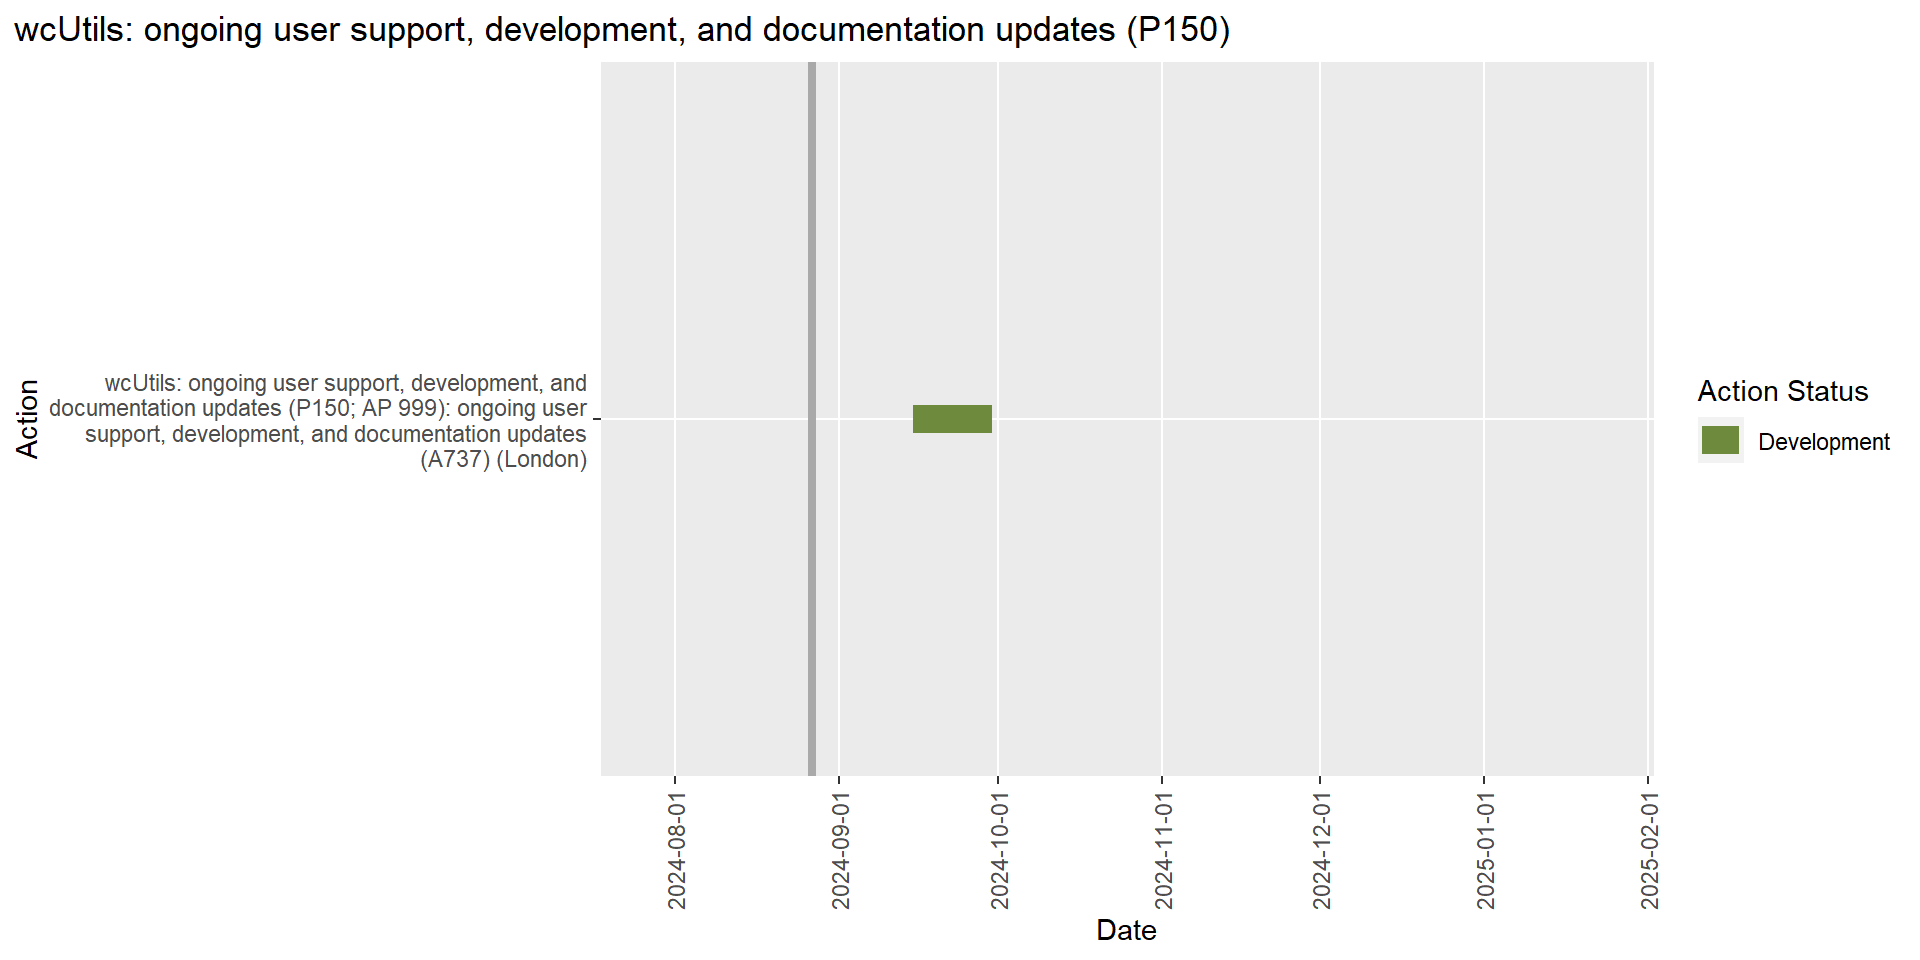 wcUtils: ongoing user support, development, and documentation updates (P150)
Action
wcUtils: ongoing user support, development, and
documentation updates (P150; AP 999): ongoing user
support, development, and documentation updates
(A737) (London)
Action Status
Development
2024-08-01
2024-09-01
2024-10-01
2024-11-01
2024-12-01
2025-01-01
2025-02-01
Date